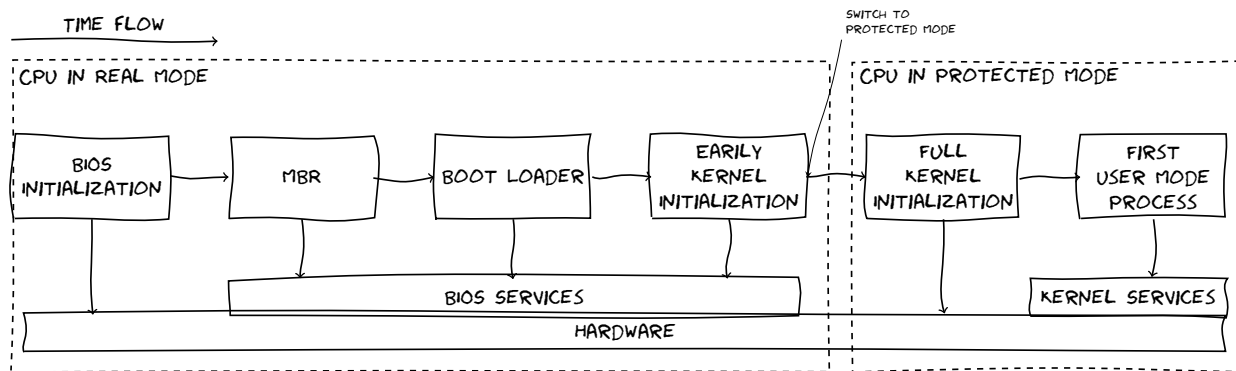 TIME FLOW
SWITCH TO
PROTECTED MODE
CPU IN REAL MODE
CPU IN PROTECTED MODE
BIOS
INITIALIZATION
MBR
BOOT LOADER
EARILY
KERNEL
INITIALIZATION
FULL
KERNEL
INITIALIZATION
FIRST
USER MODE
PROCESS
BIOS SERVICES
KERNEL SERVICES
HARDWARE